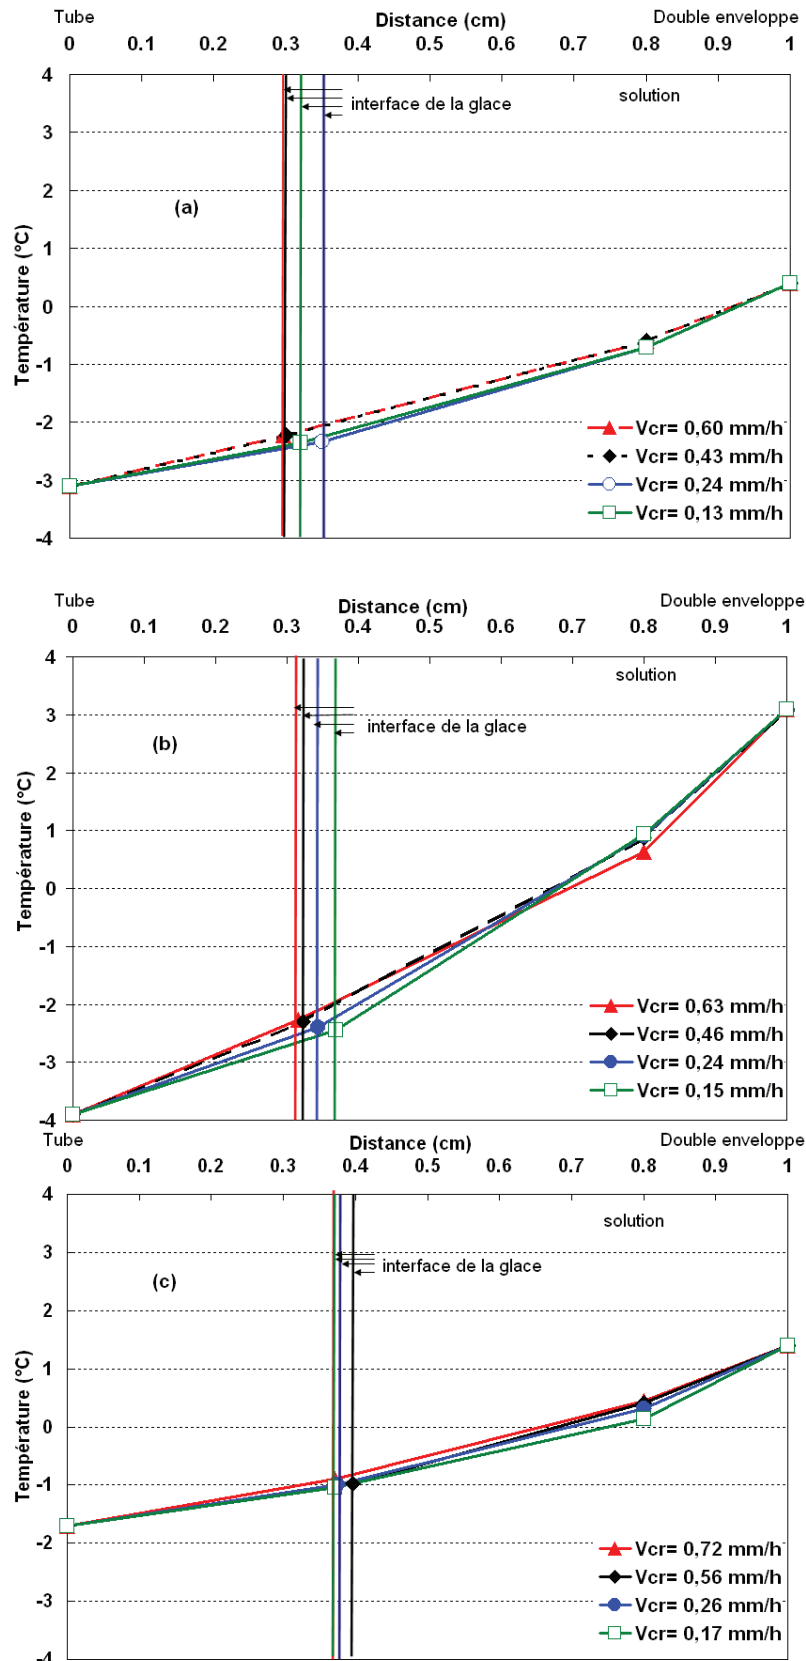 Tube Distance (cm) Double enveloppe
0 0.1 0.2 0.3 0.4 0.5 0.6 0.7 0.8 0.9 1
4
solution
interface de la glace
3
2
(a)
1
Température (°C)
0
-1
-2
Vcr= 0,60 mm/h
Vcr= 0,43 mm/h
-3
Vcr= 0,24 mm/h
Vcr= 0,13 mm/h
-4
Tube Distance (cm) Double enveloppe
0 0.1 0.2 0.3 0.4 0.5 0.6 0.7 0.8 0.9 1
4
solution
3
interface de la glace
(b)
2
1
Température (°C)
0
-1
-2
Vcr= 0,63 mm/h
Vcr= 0,46 mm/h
-3
Vcr= 0,24 mm/h
Vcr= 0,15 mm/h
-4
Tube Distance (cm) Double enveloppe
0 0.1 0.2 0.3 0.4 0.5 0.6 0.7 0.8 0.9 1
4
solution
3
interface de la glace
(c)
2
1
Température (°C)
0
-1
-2
Vcr= 0,72 mm/h
Vcr= 0,56 mm/h
-3
Vcr= 0,26 mm/h
Vcr= 0,17 mm/h
-4